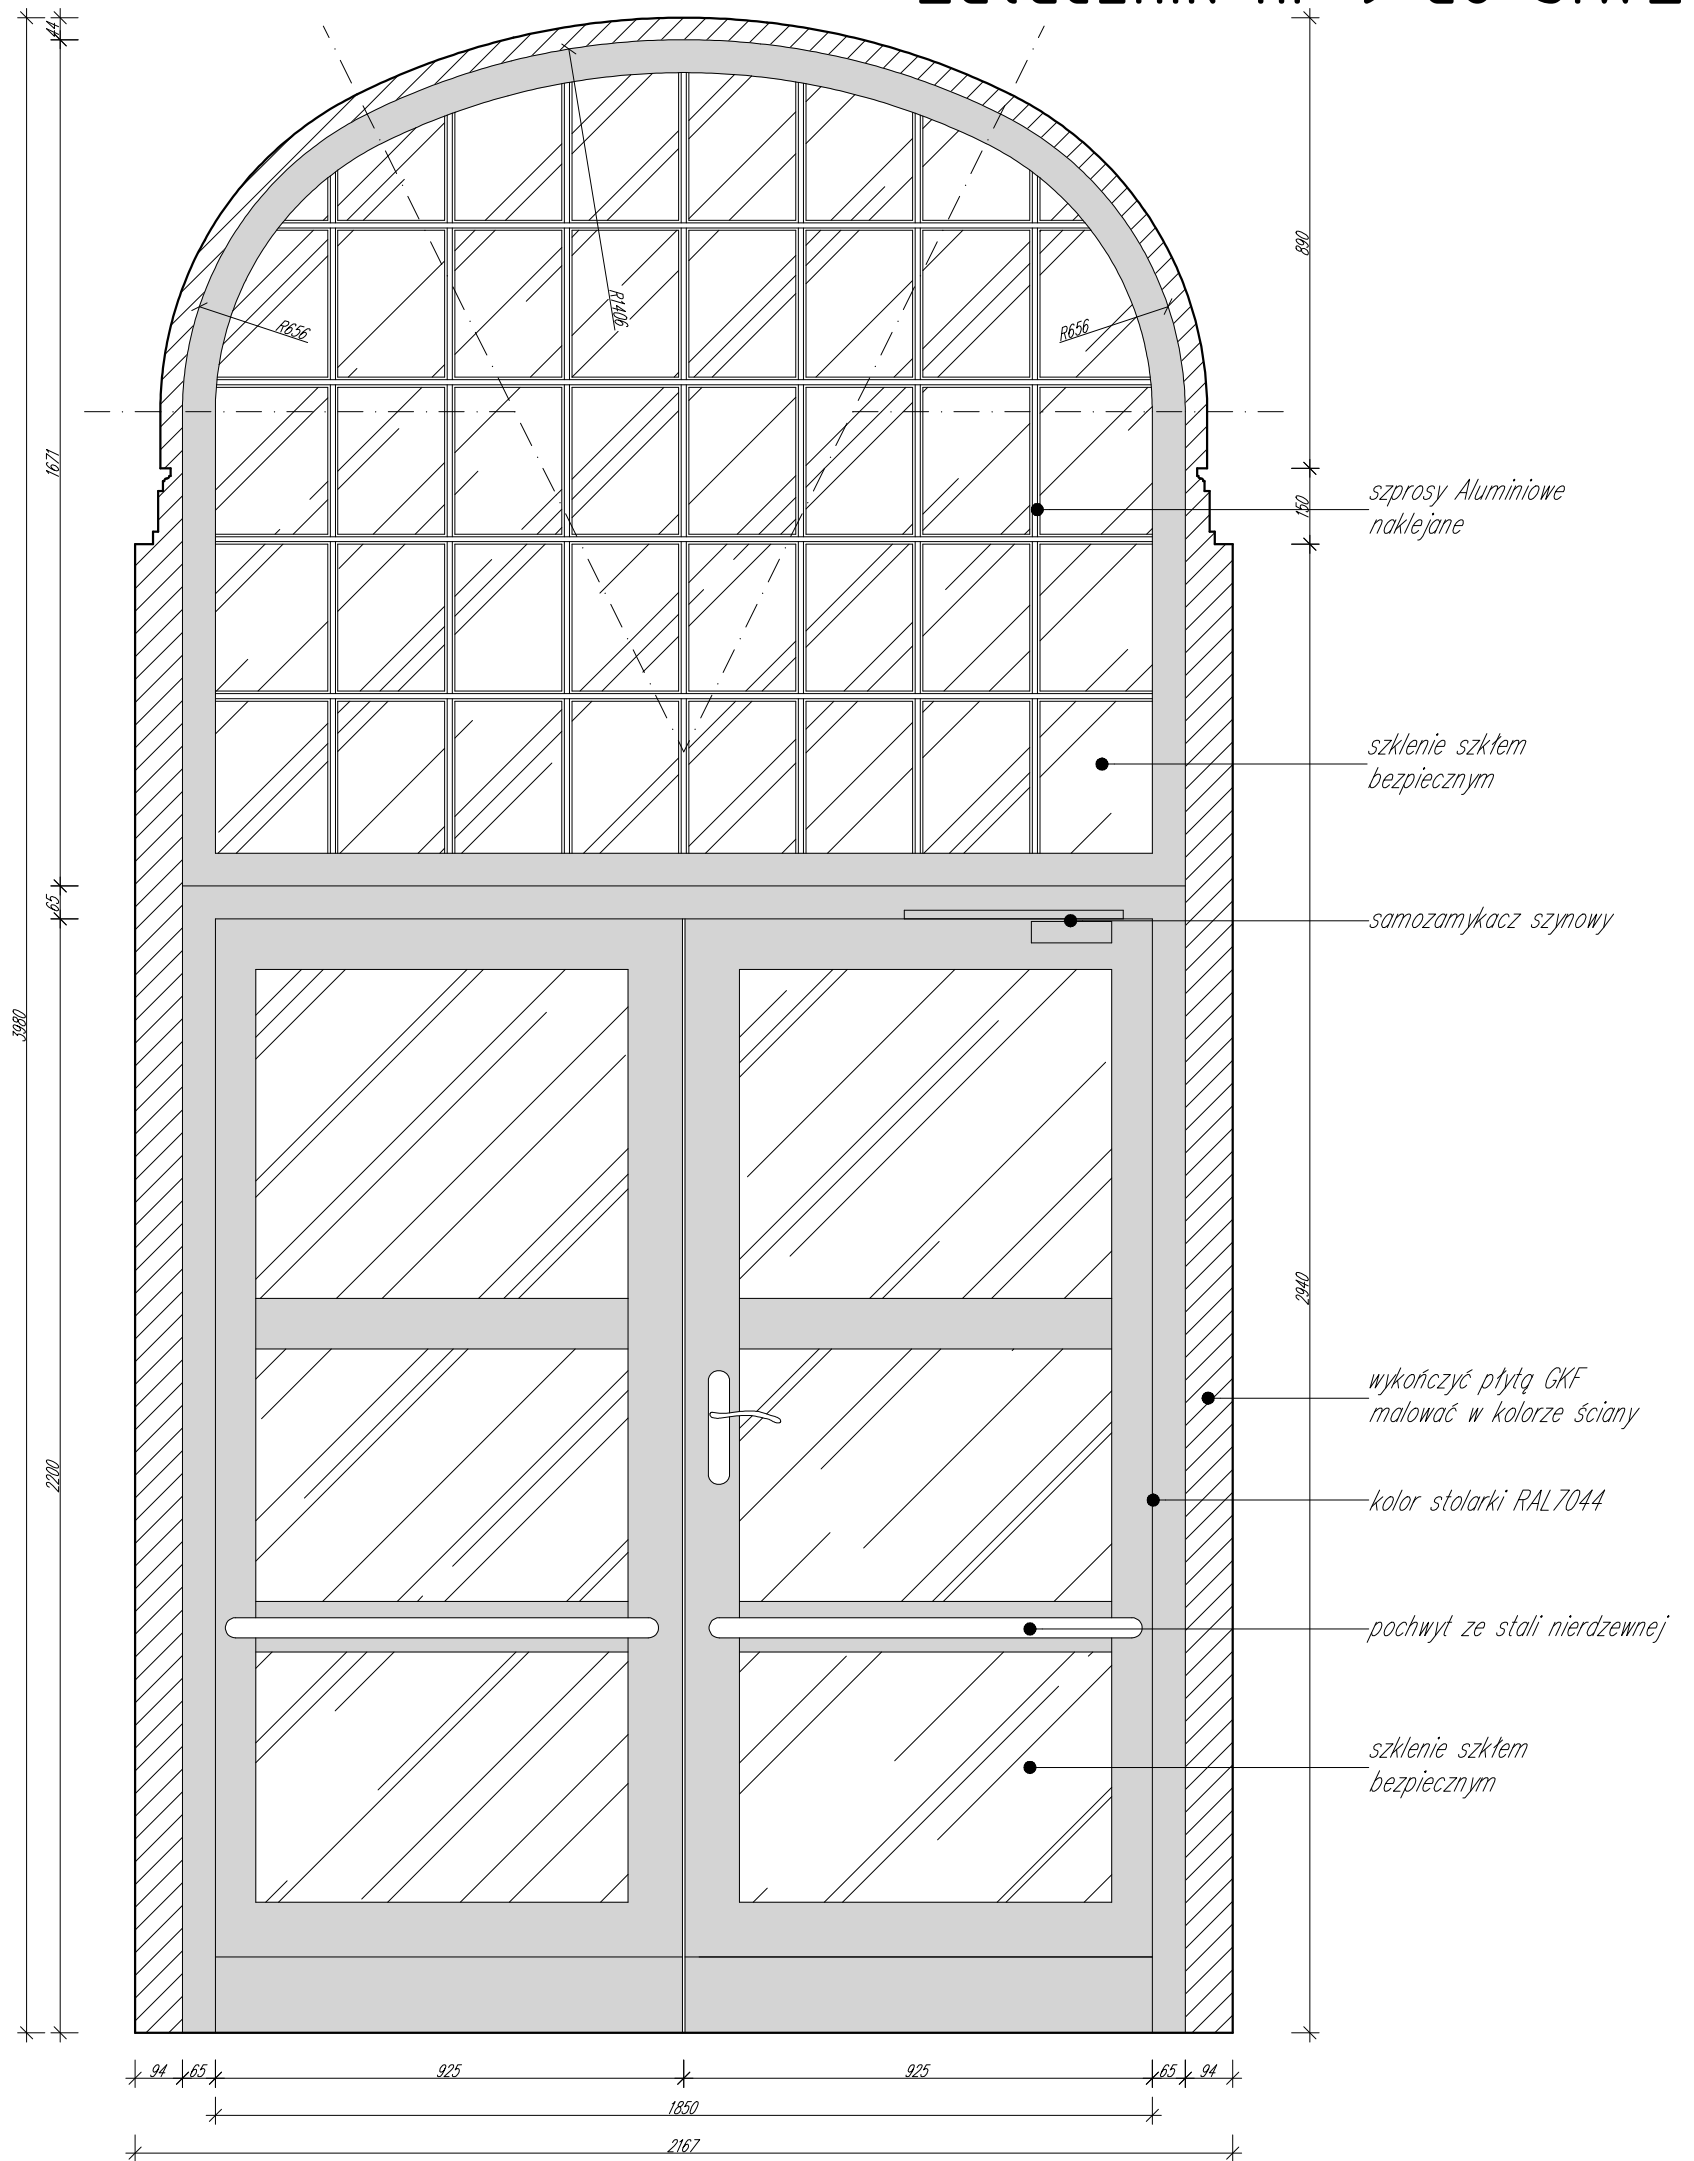 44
890
R1406
R656
R656
1671
150
szprosy Aluminiowe
naklejane
szklenie szkłem
bezpiecznym
65
samozamykacz szynowy
3980
2940
wykończyć płytą GKF
malować w kolorze ściany
2200
kolor stolarki RAL7044
pochwyt ze stali nierdzewnej
szklenie szkłem
bezpiecznym
94 65 925 925 65 94
1850
2167